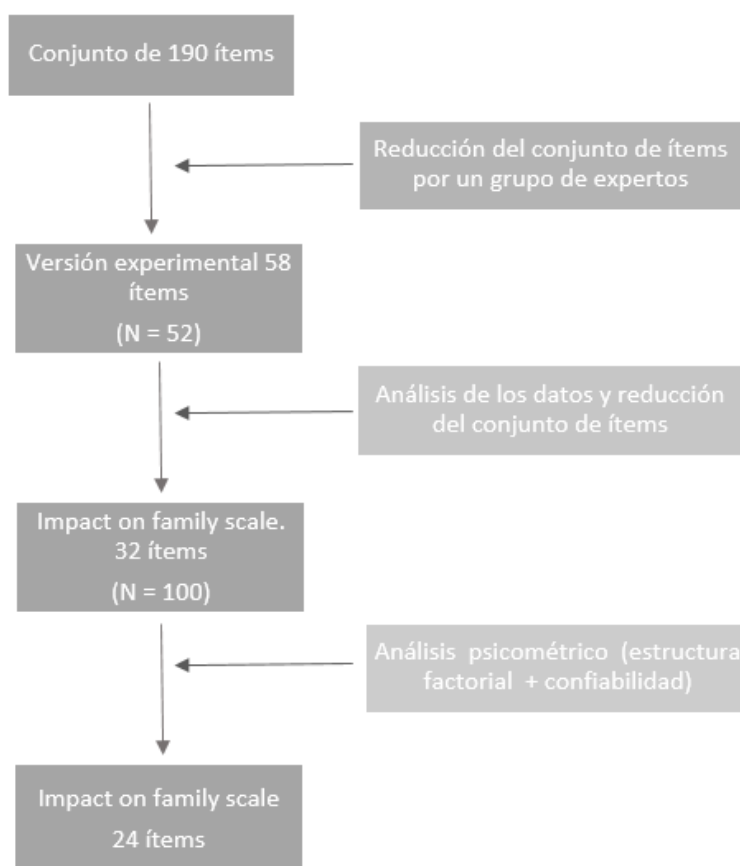 Conjunto de 190 ítems
Reducción del conjunto de ítems
por un grupo de expertos
Versión experimental 58
ítems
(N = 52)
Análisis de los datos y reducción
del conjunto de ítems
Impact on family scale.
32 ítems
(N = 100)
Análisis psicométrico (estructura
factorial + confiabilidad)
Impact on family scale
24 ítems